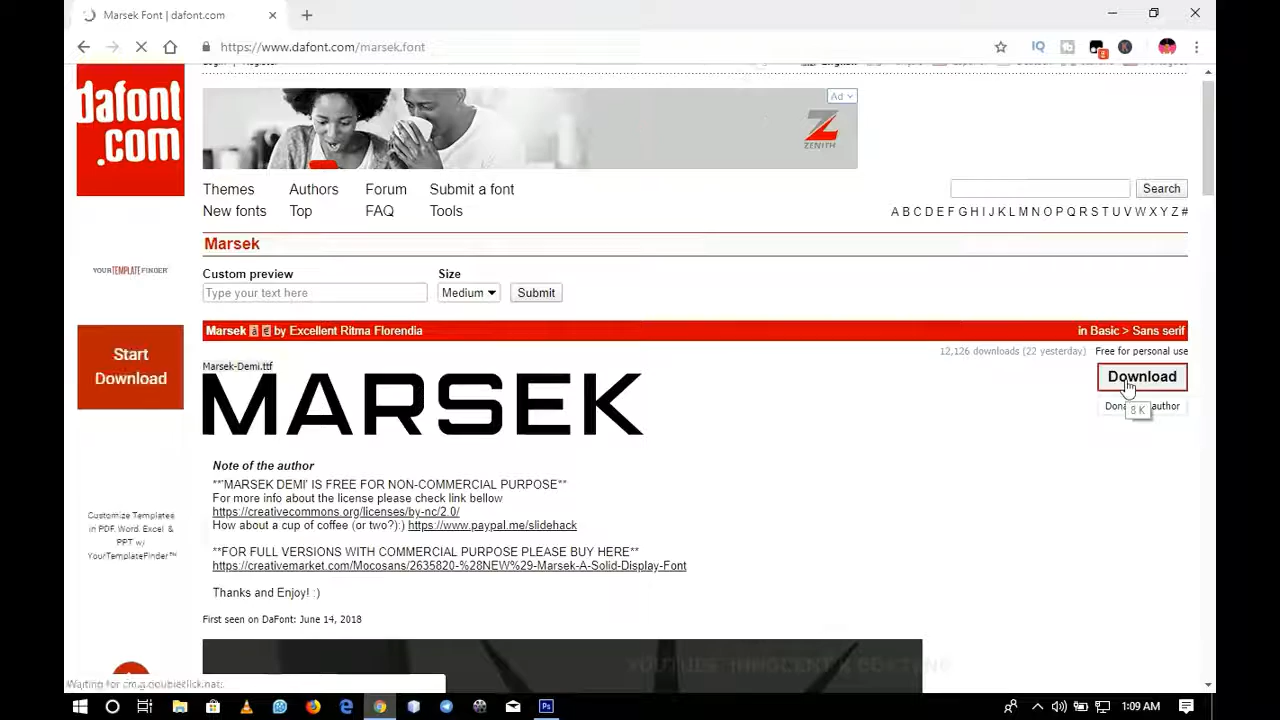 Marsek Font | dafont.com
https://www.dafont.com/marsek.font
IQ
dafont
.com
English
Ad
Z
ZENITH
Themes Authors Forum Submit a font
Search
New fonts Top FAQ Tools
A B C D E F G H I J K L M N O P Q R S T U V W X Y Z #
Marsek
YOURTEMPLATEFINDER
Custom preview Size
Type your text here Medium Submit
Marsek à € by Excellent Ritma Florendia in Basic > Sans serif
Start
Download
12,126 downloads (22 yesterday) Free for personal use
Marsek-Demi.ttf
Download
MARSEK
8 K
Note of the author
**'MARSEK DEMI' IS FREE FOR NON-COMMERCIAL PURPOSE**
For more info about the license please check link bellow
https://creativecommons.org/licenses/by-nc/2.0/
How about a cup of coffee (or two?):) https://www.paypal.me/slidehack
Customize Templates
in PDF, Word, Excel &
PPT w/
YourTemplateFinder™
**FOR FULL VERSIONS WITH COMMERCIAL PURPOSE PLEASE BUY HERE**
https://creativemarket.com/Mocosans/2635820-%28NEW%29-Marsek-A-Solid-Display-Font
Thanks and Enjoy! :)
First seen on DaFont: June 14, 2018
1:09 AM